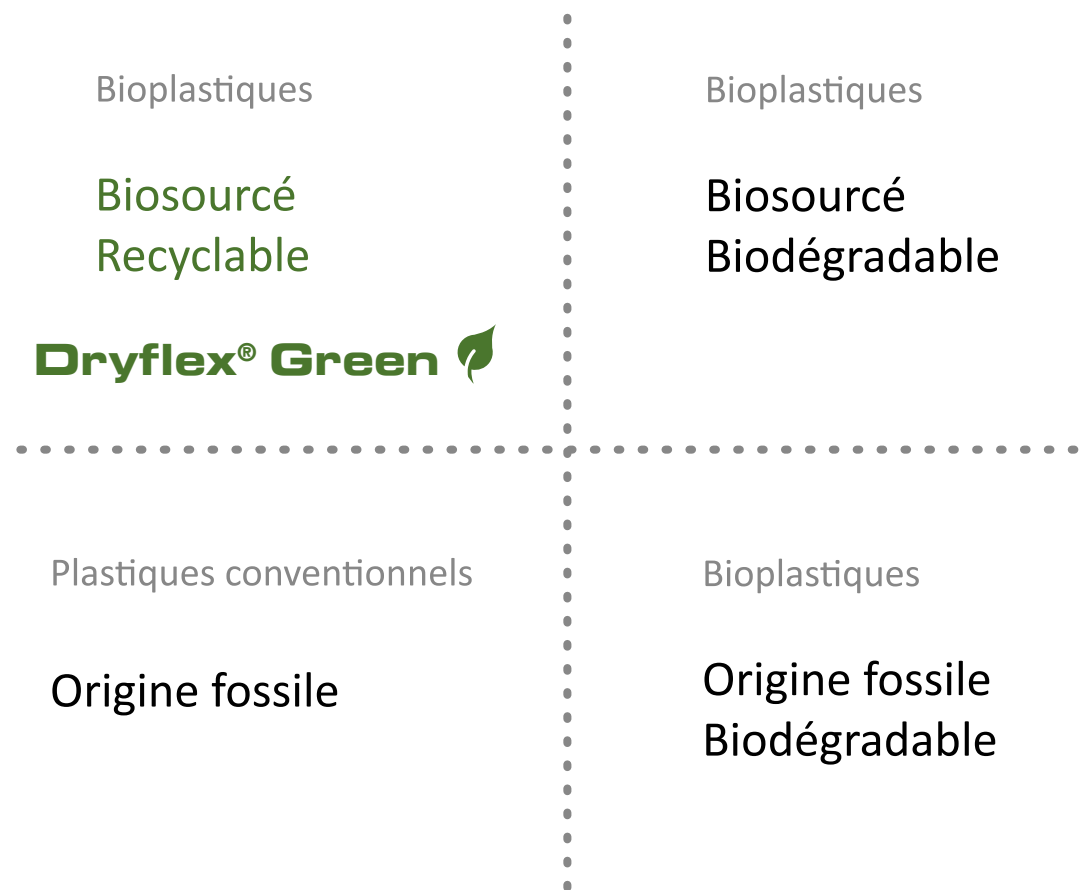 Bioplastiques
Biosourcé
Recyclable
Dryflex® Green
Bioplastiques
Biosourcé
Biodégradable
Plastiques conventionnels
Origine fossile
Bioplastiques
Origine fossile
Biodégradable